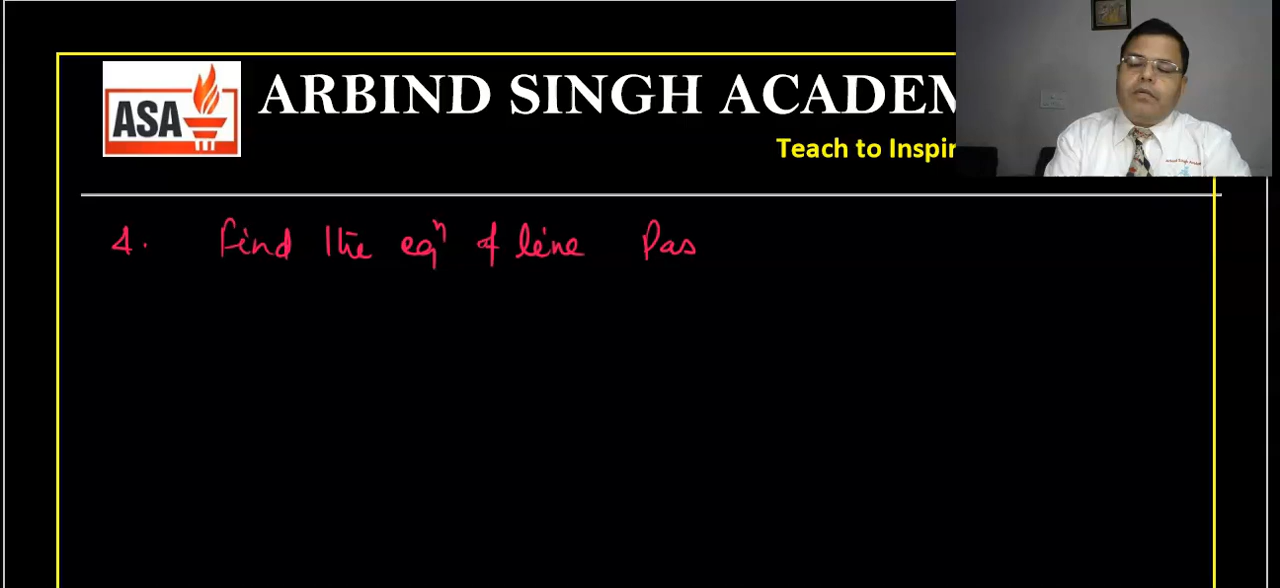 ASA
ARBIND SINGH ACADEM
Teach to Inspir
4. Find the eqⁿ of line Pas